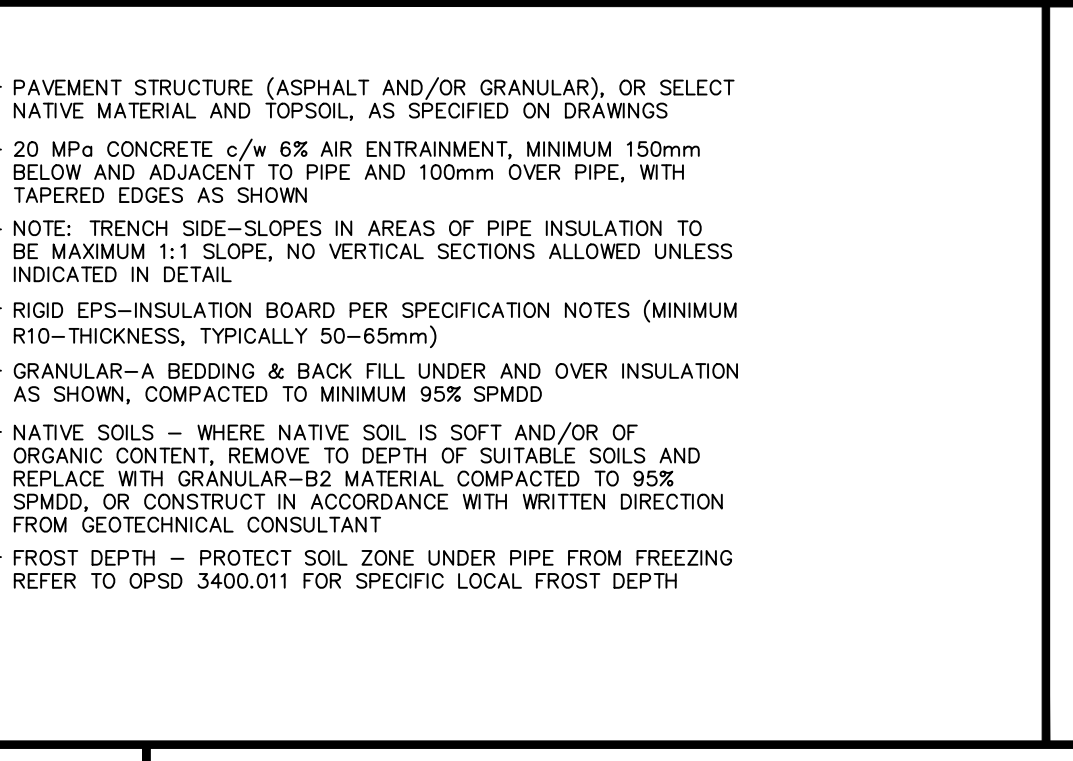 PAVEMENT STRUCTURE (ASPHALT AND/OR GRANULAR), OR SELECT
NATIVE MATERIAL AND TOPSOIL, AS SPECIFIED ON DRAWINGS
20 MPa CONCRETE c/w 6% AIR ENTRAINMENT, MINIMUM 150mm
BELOW AND ADJACENT TO PIPE AND 100mm OVER PIPE, WITH
TAPERED EDGES AS SHOWN
NOTE: TRENCH SIDE–SLOPES IN AREAS OF PIPE INSULATION TO
BE MAXIMUM 1:1 SLOPE, NO VERTICAL SECTIONS ALLOWED UNLESS
INDICATED IN DETAIL
RIGID EPS–INSULATION BOARD PER SPECIFICATION NOTES (MINIMUM
R10–THICKNESS, TYPICALLY 50–65mm)
GRANULAR–A BEDDING & BACK FILL UNDER AND OVER INSULATION
AS SHOWN, COMPACTED TO MINIMUM 95% SPMDD
NATIVE SOILS – WHERE NATIVE SOIL IS SOFT AND/OR OF
ORGANIC CONTENT, REMOVE TO DEPTH OF SUITABLE SOILS AND
REPLACE WITH GRANULAR–B2 MATERIAL COMPACTED TO 95%
SPMDD, OR CONSTRUCT IN ACCORDANCE WITH WRITTEN DIRECTION
FROM GEOTECHNICAL CONSULTANT
FROST DEPTH – PROTECT SOIL ZONE UNDER PIPE FROM FREEZING
REFER TO OPSD 3400.011 FOR SPECIFIC LOCAL FROST DEPTH